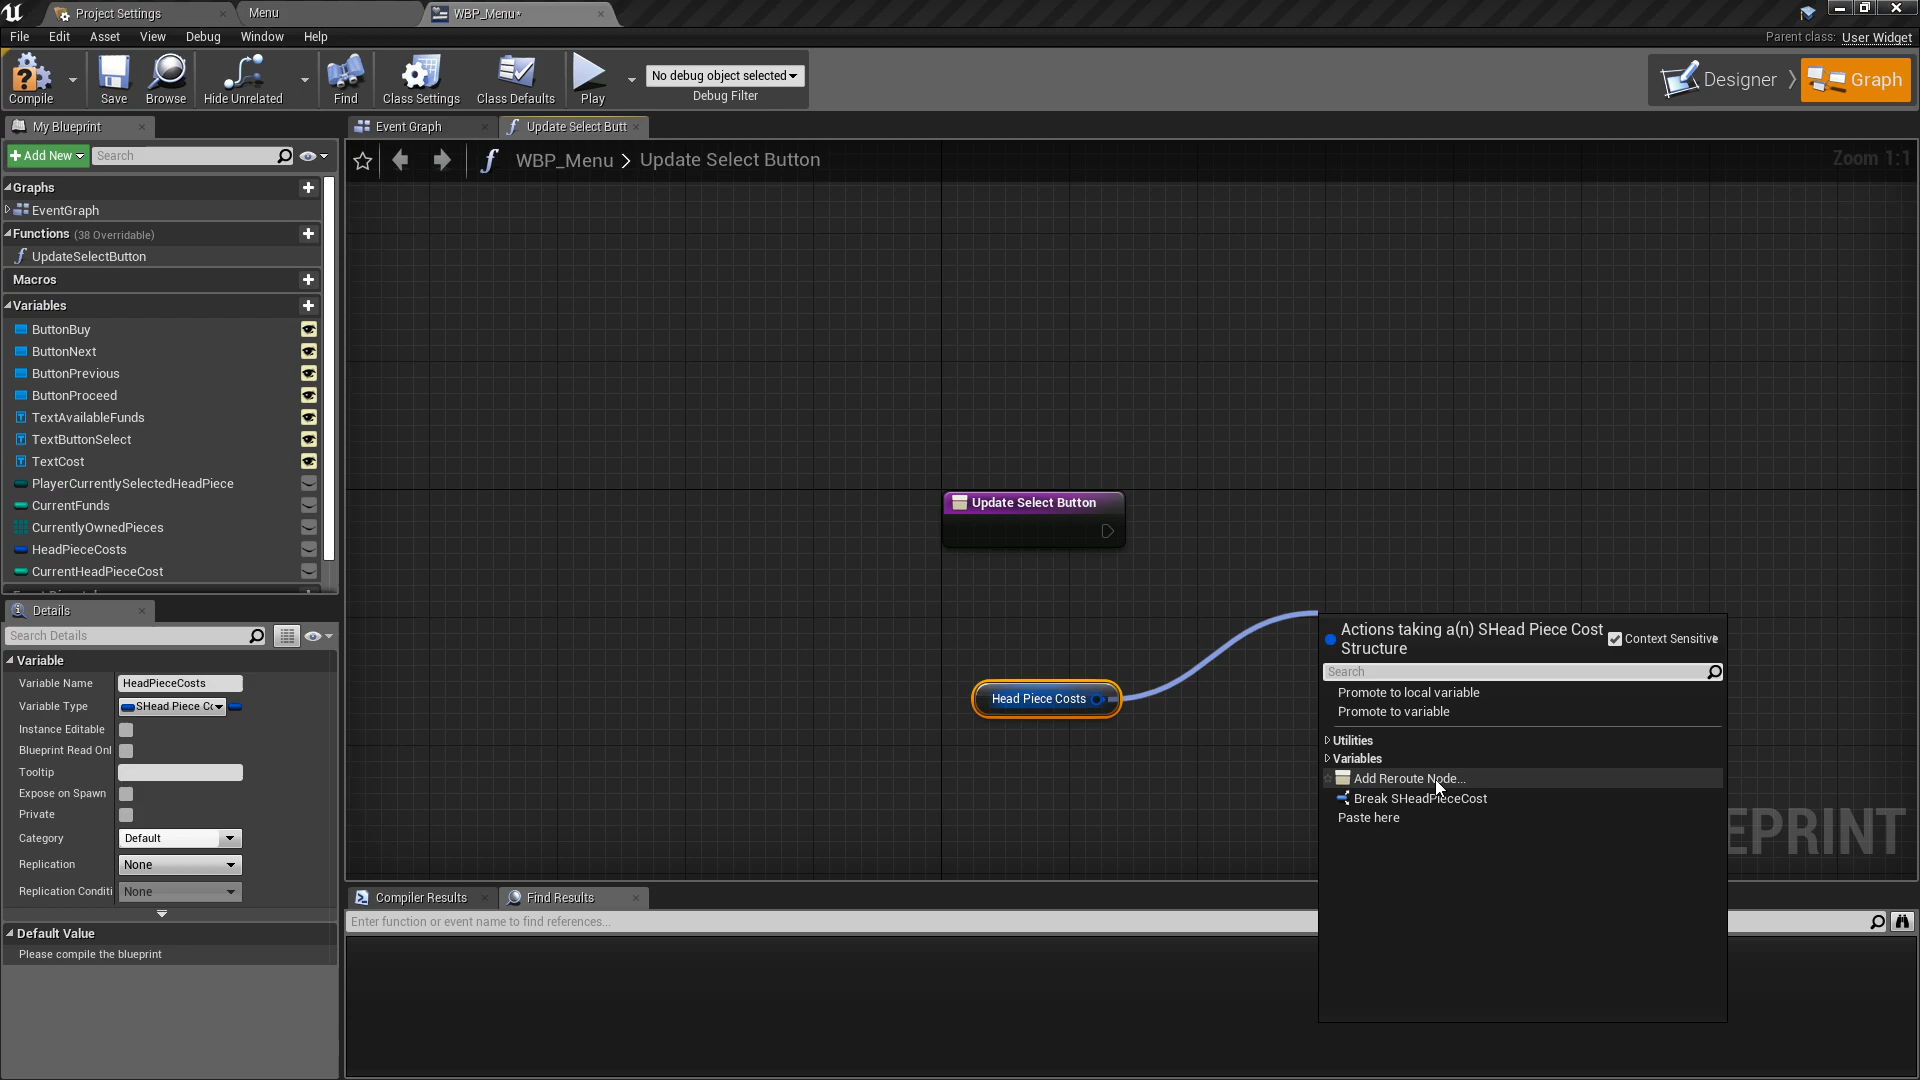 Project Settings
Menu
WBP_Menu*
File Edit Asset View Debug Window Help
Parent class: User Widget
Compile
Save
Browse
Hide Unrelated
Find
Class Settings
Class Defaults
Play
No debug object selected
Debug Filter
Designer
Graph
My Blueprint
Event Graph
Update Select Butt
Add New
Search
WBP_Menu > Update Select Button
Zoom 1:1
Graphs
EventGraph
Functions (38 Overridable)
UpdateSelectButton
Macros
Variables
ButtonBuy
ButtonNext
ButtonPrevious
ButtonProceed
TextAvailableFunds
TextButtonSelect
TextCost
PlayerCurrentlySelectedHeadPiece
CurrentFunds
CurrentlyOwnedPieces
HeadPieceCosts
CurrentHeadPieceCost
Update Select Button
Head Piece Costs
Actions taking a(n) SHead Piece Cost
Structure
Context Sensitive
Search
Promote to local variable
Promote to variable
Utilities
Variables
Add Reroute Node...
Break SHeadPieceCost
Paste here
EPRINT
Details
Search Details
Variable
Variable Name HeadPieceCosts
Variable Type SHead Piece Co
Instance Editable
Blueprint Read Onl
Tooltip
Expose on Spawn
Private
Category Default
Replication None
Replication Conditi None
Default Value
Please compile the blueprint
Compiler Results
Find Results
Enter function or event name to find references...